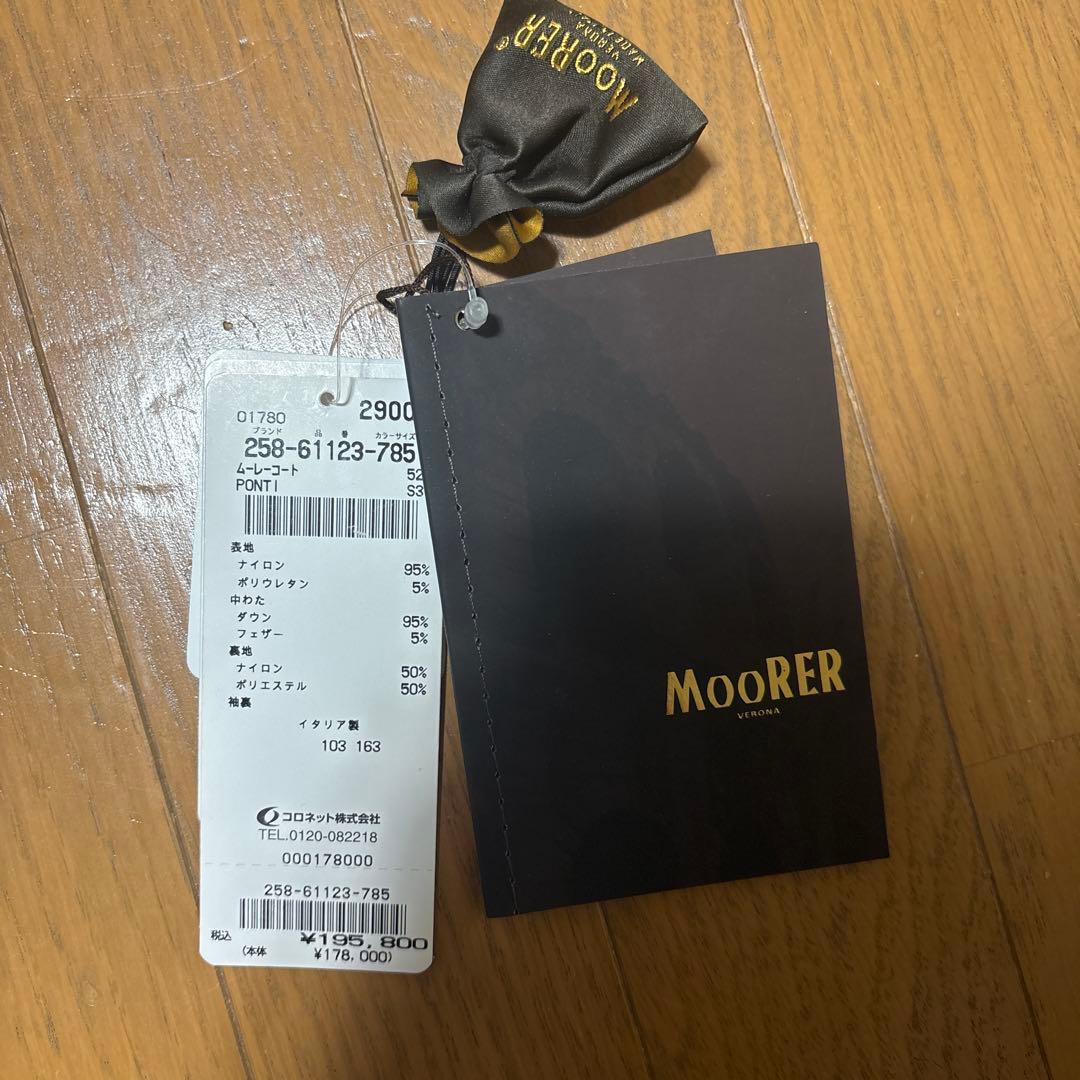 MOORER®
VERONA
MADE IN
01780 2900
ブランド 品番 カラーサイズ
258-61123-785
ムーレーコート 52
PONTI S3
表地
ナイロン 95%
ポリウレタン 5%
中わた
ダウン 95%
フェザー 5%
裏地
ナイロン 50%
ポリエステル 50%
袖裏
イタリア製
103 163
コロネット株式会社
TEL.0120-082218
000178000
258-61123-785
税込 ¥195,800
(本体 ¥178,000)
MOORER
VERONA